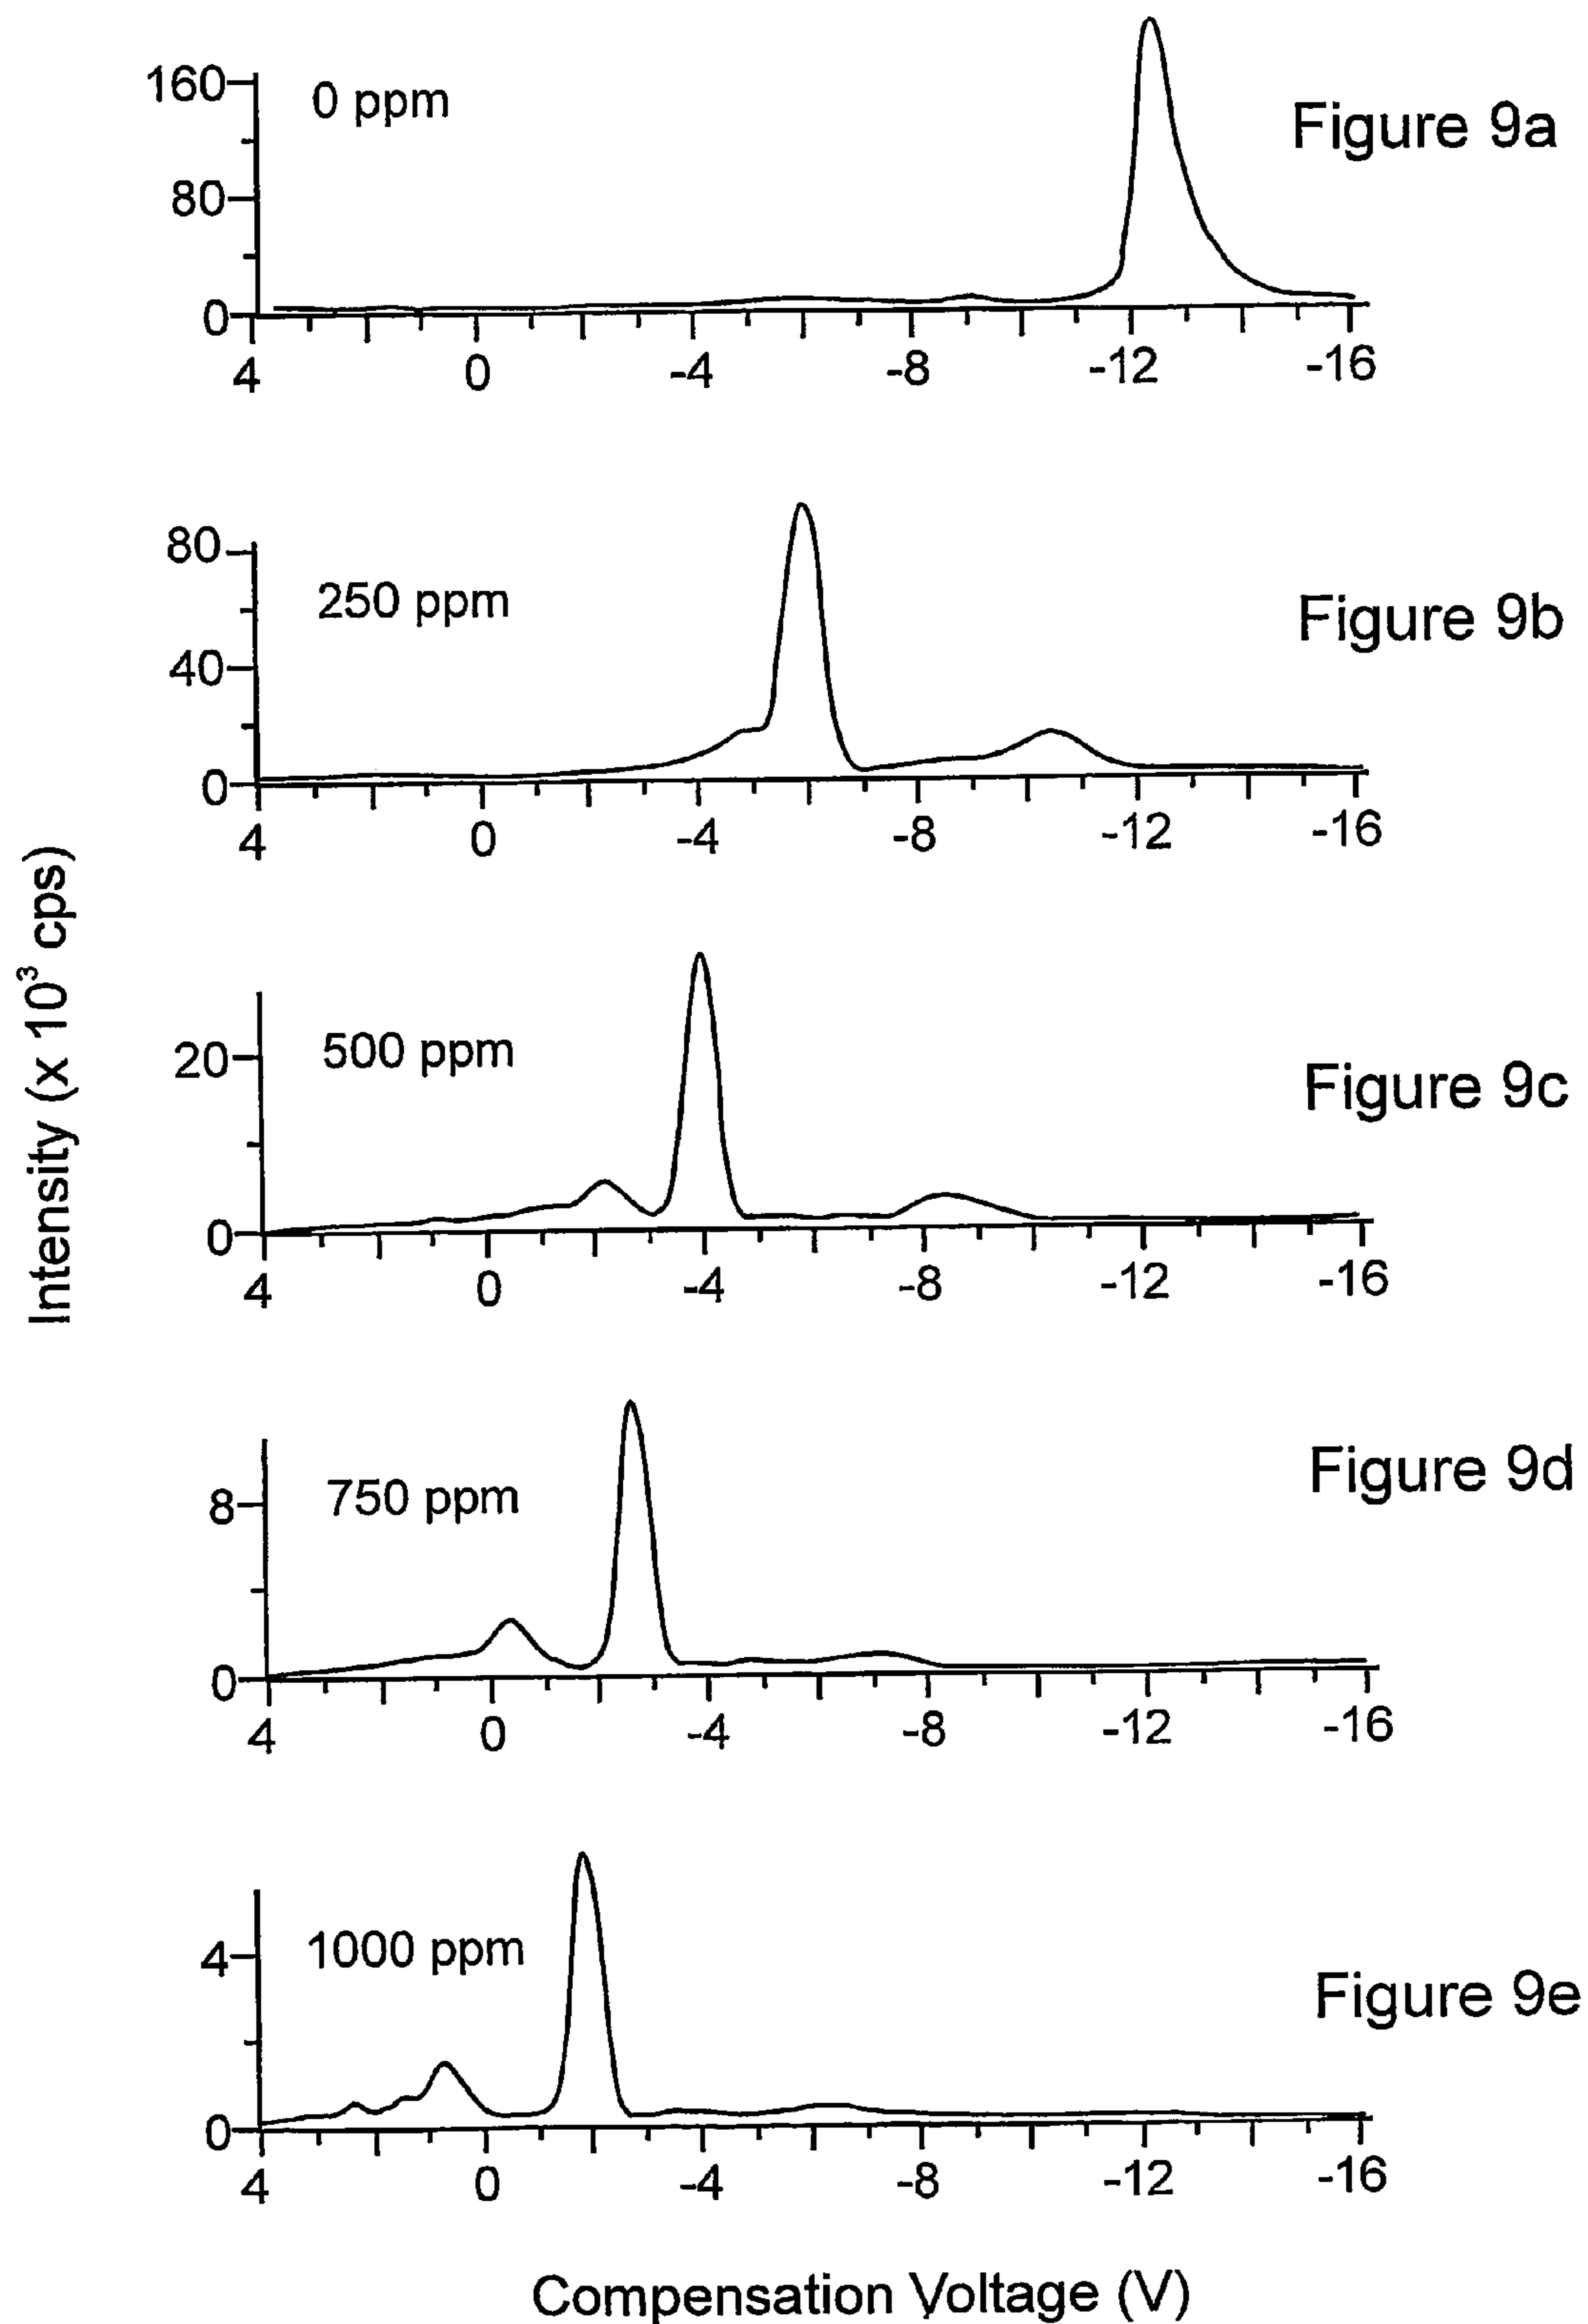 160
0 ppm
Figure 9a
80
0
4 0 -4 -8 -12 -16
80
250 ppm
Figure 9b
40
0
4 0 -4 -8 -12 -16
Intensity (x 10³ cps)
20
500 ppm
Figure 9c
0
4 0 -4 -8 -12 -16
8
750 ppm
Figure 9d
0
4 0 -4 -8 -12 -16
4
1000 ppm
Figure 9e
0
4 0 -4 -8 -12 -16
Compensation Voltage (V)